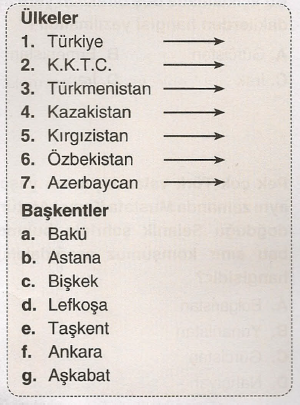 Ülkeler
1. Türkiye
2. K.K.T.C.
3. Türkmenistan
4. Kazakistan
5. Kırgızistan
6. Özbekistan
7. Azerbaycan
Başkentler
a. Bakü
b. Astana
c. Bişkek
d. Lefkoşa
e. Taşkent
f. Ankara
g. Aşkabat